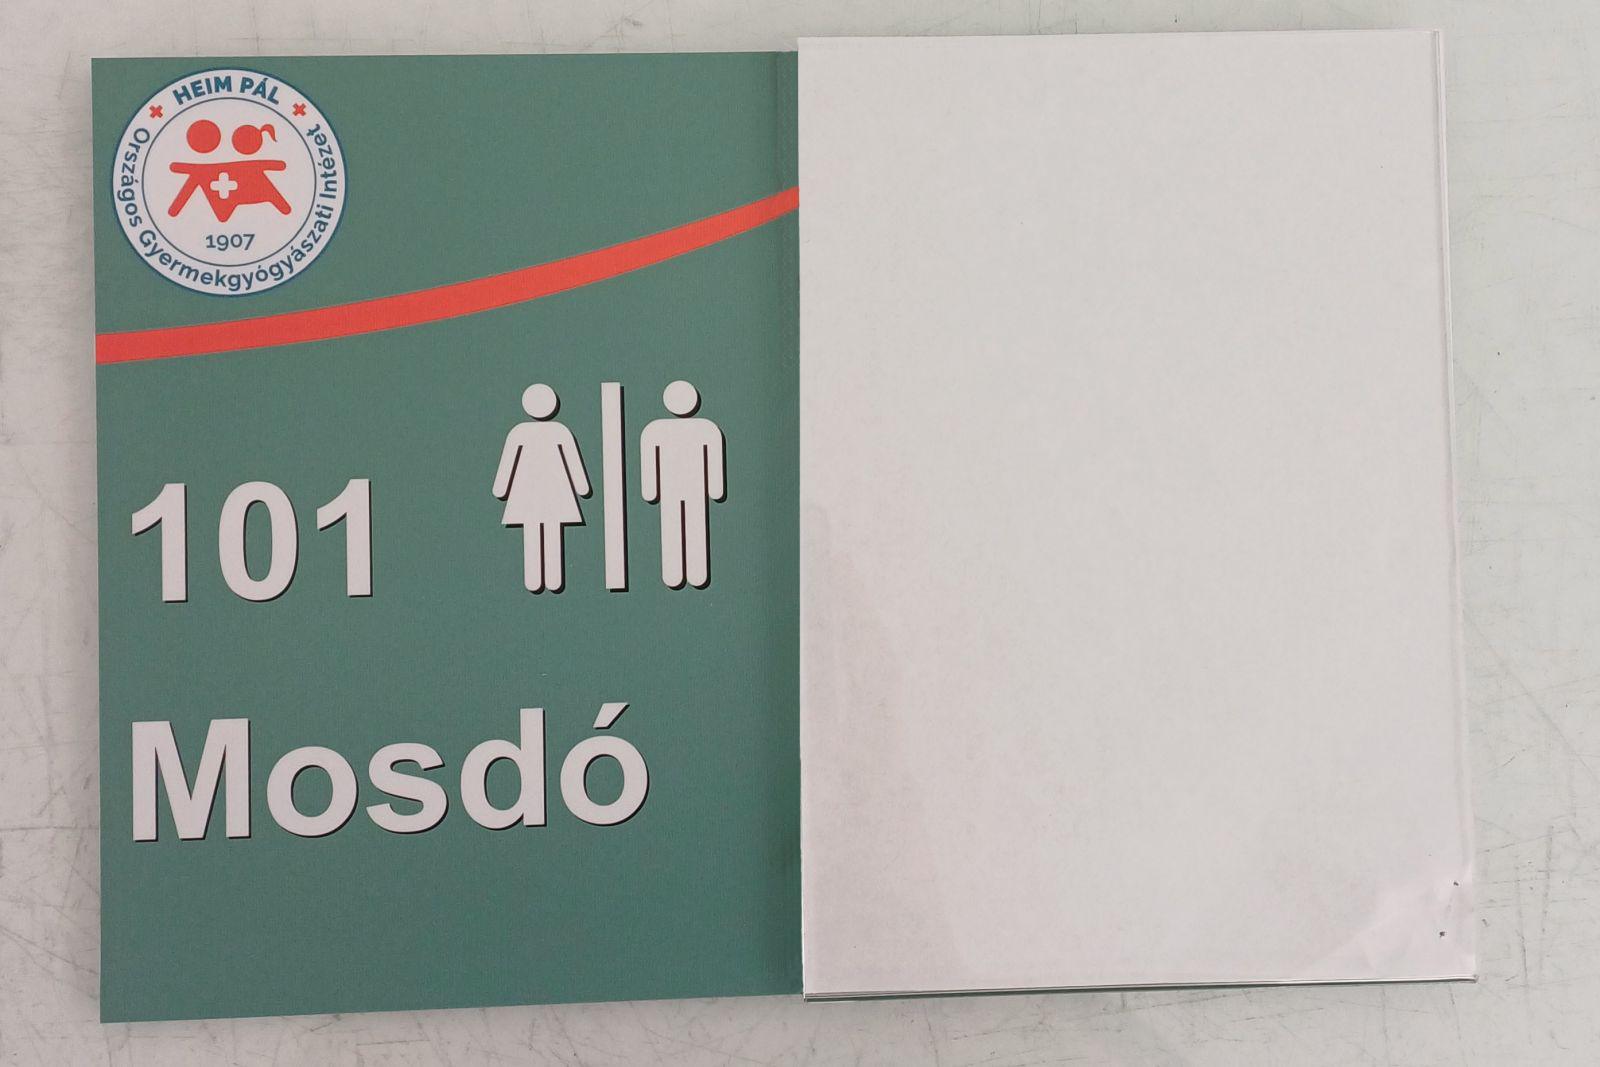 HEIM PÁL
Országos Gyermekgyógyászati Intézet
1907
101
Mosdó